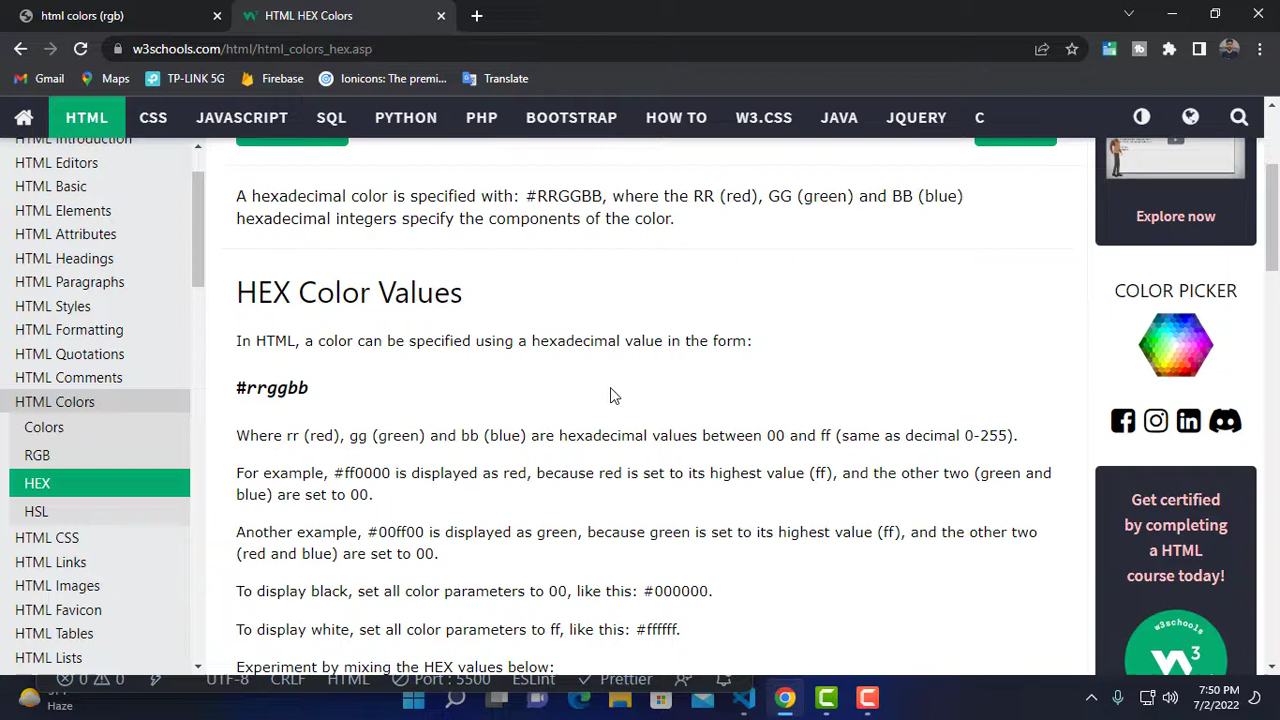 html colors (rgb)
HTML HEX Colors
w3schools.com/html/html_colors_hex.asp
Gmail
Maps
TP-LINK 5G
Firebase
Ionicons: The premi...
Translate
HTML
CSS
JAVASCRIPT
SQL
PYTHON
PHP
BOOTSTRAP
HOW TO
W3.CSS
JAVA
JQUERY
C
HTML Introduction
HTML Editors
HTML Basic
HTML Elements
HTML Attributes
HTML Headings
HTML Paragraphs
HTML Styles
HTML Formatting
HTML Quotations
HTML Comments
HTML Colors
Colors
RGB
HEX
HSL
HTML CSS
HTML Links
HTML Images
HTML Favicon
HTML Tables
HTML Lists
A hexadecimal color is specified with: #RRGGBB, where the RR (red), GG (green) and BB (blue)
hexadecimal integers specify the components of the color.
HEX Color Values
In HTML, a color can be specified using a hexadecimal value in the form:
#rrggbb
Where rr (red), gg (green) and bb (blue) are hexadecimal values between 00 and ff (same as decimal 0-255).
For example, #ff0000 is displayed as red, because red is set to its highest value (ff), and the other two (green and
blue) are set to 00.
Another example, #00ff00 is displayed as green, because green is set to its highest value (ff), and the other two
(red and blue) are set to 00.
To display black, set all color parameters to 00, like this: #000000.
To display white, set all color parameters to ff, like this: #ffffff.
Experiment by mixing the HEX values below:
Explore now
COLOR PICKER
Get certified
by completing
a HTML
course today!
w3schools
w3
0
0
UTF-8
CRLF
HTML
Port : 5500
ESLint
Prettier
Haze
7:50 PM
7/2/2022